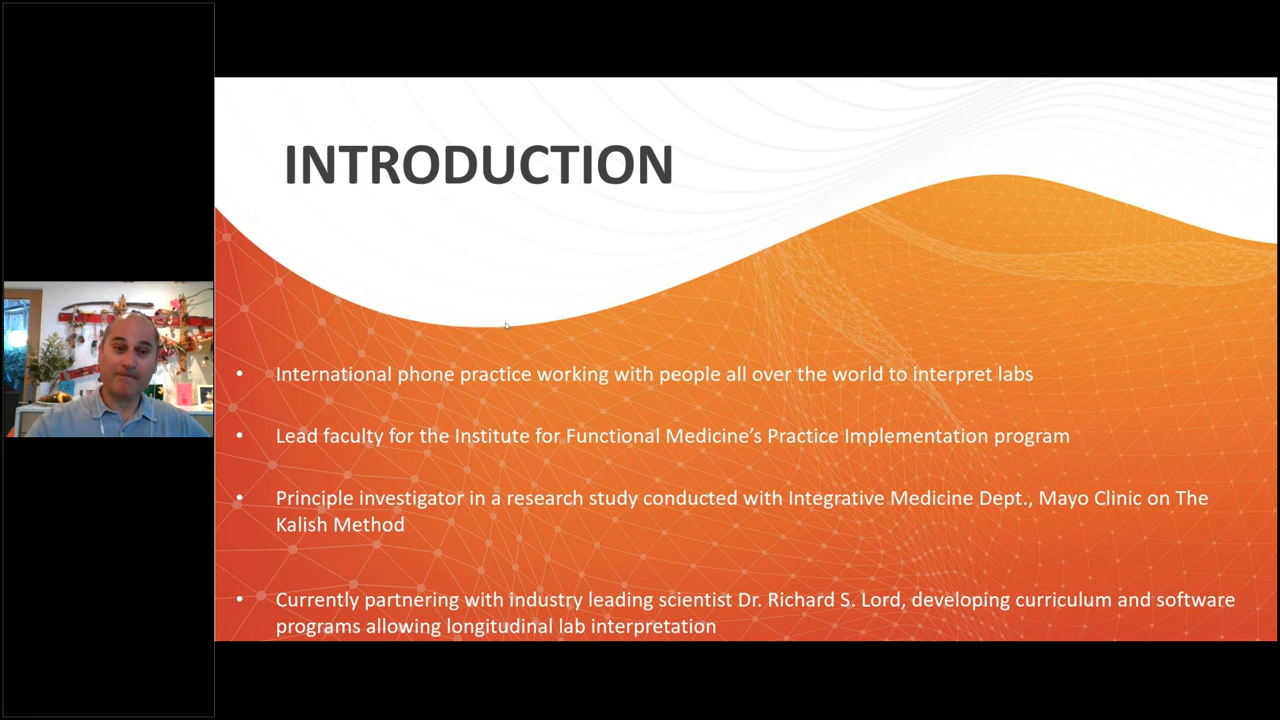 INTRODUCTION
• International phone practice working with people all over the world to interpret labs
• Lead faculty for the Institute for Functional Medicine’s Practice Implementation program
• Principle investigator in a research study conducted with Integrative Medicine Dept., Mayo Clinic on The
Kalish Method
• Currently partnering with industry leading scientist Dr. Richard S. Lord, developing curriculum and software
programs allowing longitudinal lab interpretation